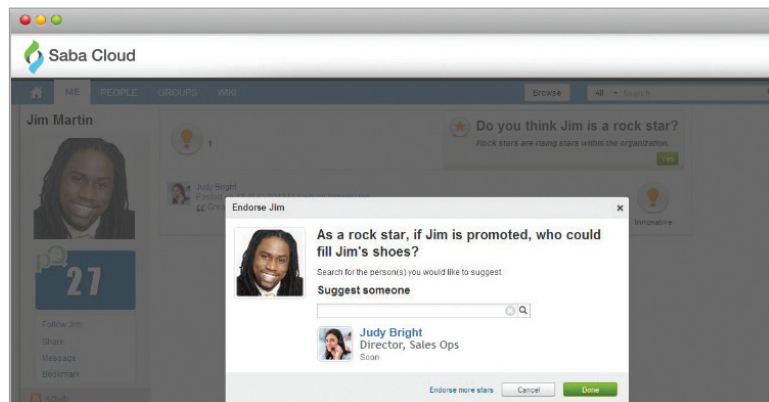 Saba Cloud
ME PEOPLE GROUPS WIKI Browse All Search
Jim Martin
1
Do you think Jim is a rock star?
Rock stars are rising stars within the organization.
Yes
Judy Bright
Innovative
pQ
27
Follow Jim
Share
Message
Bookmark
Endorse Jim
As a rock star, if Jim is promoted, who could
fill Jim's shoes?
Search for the person(s) you would like to suggest.
Suggest someone
Judy Bright
Director, Sales Ops
Soon
Endorse more stars Cancel Done